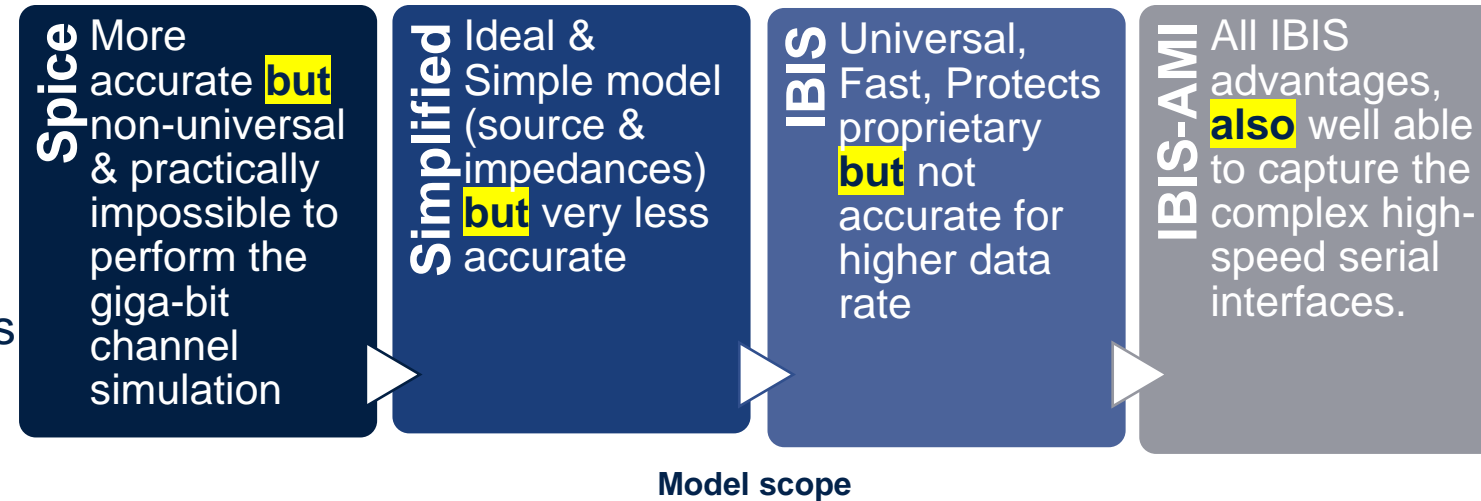 Spice
More
accurate but
non-universal
& practically
impossible to
perform the
giga-bit
channel
simulation
Simplified
Ideal &
Simple model
(source &
impedances)
but very less
accurate
IBIS
Universal,
Fast, Protects
proprietary
but not
accurate for
higher data
rate
IBIS-AMI
All IBIS
advantages,
also well able
to capture the
complex high-
speed serial
interfaces.
s
Model scope